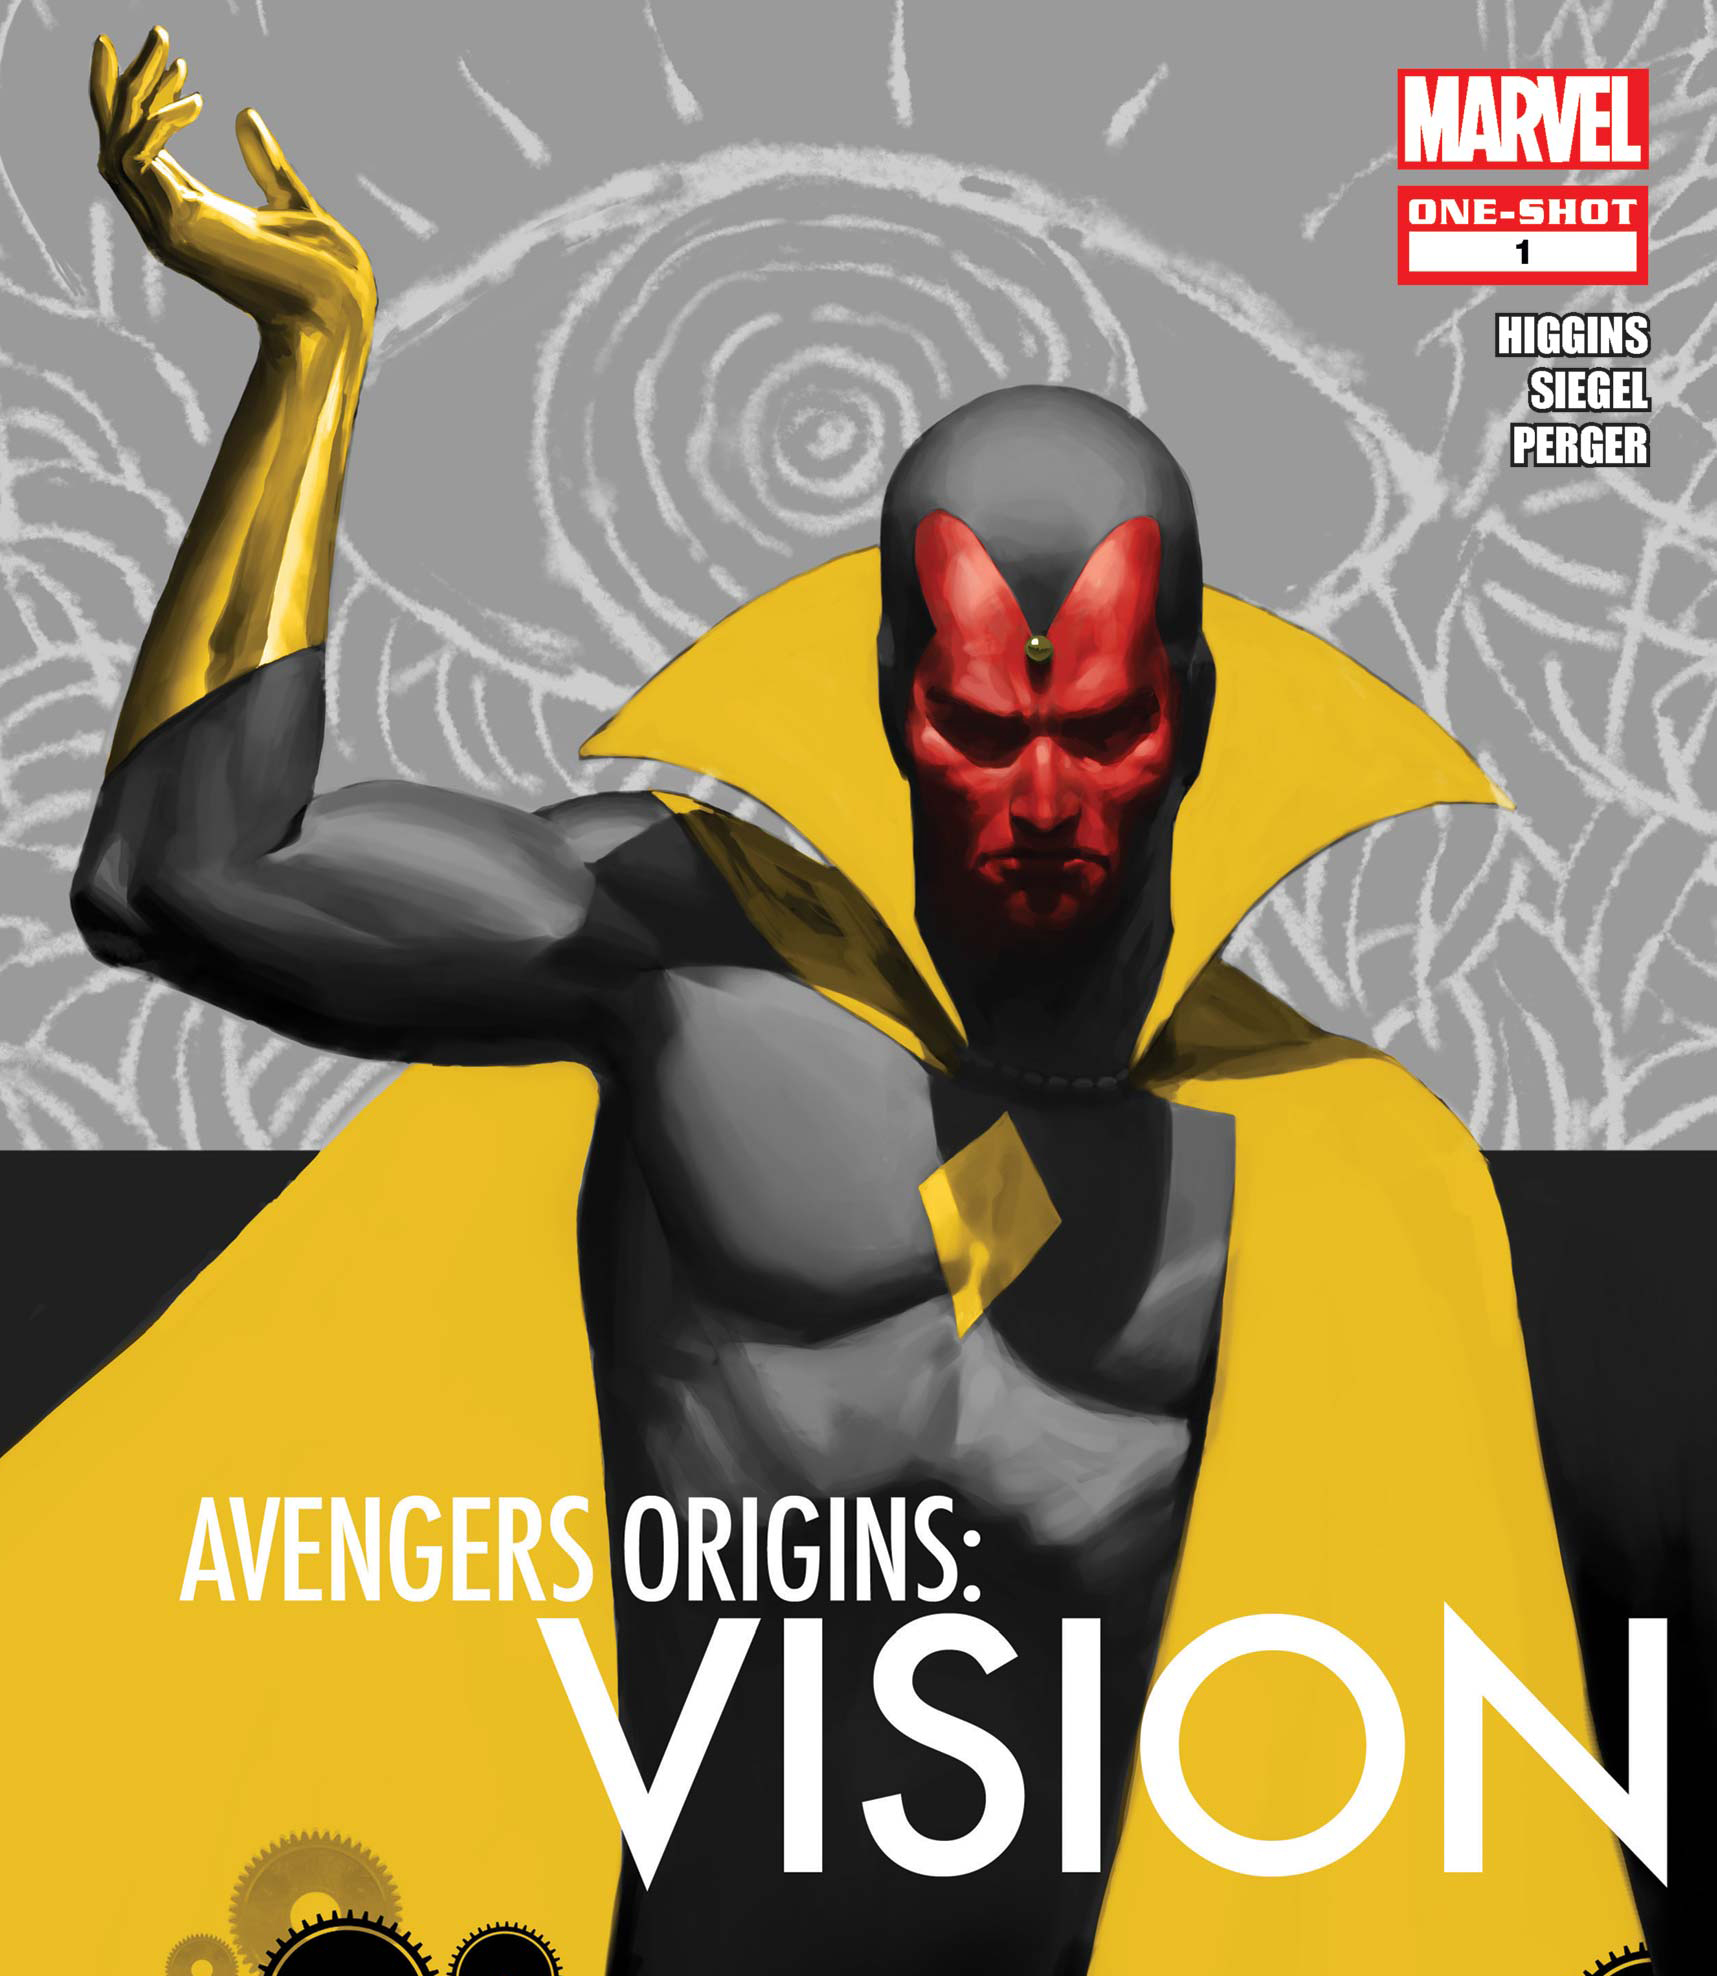 MARVEL
ONE-SHOT
1
HIGGINS
SIEGEL
PERGER
AVENGERS ORIGINS:
VISION